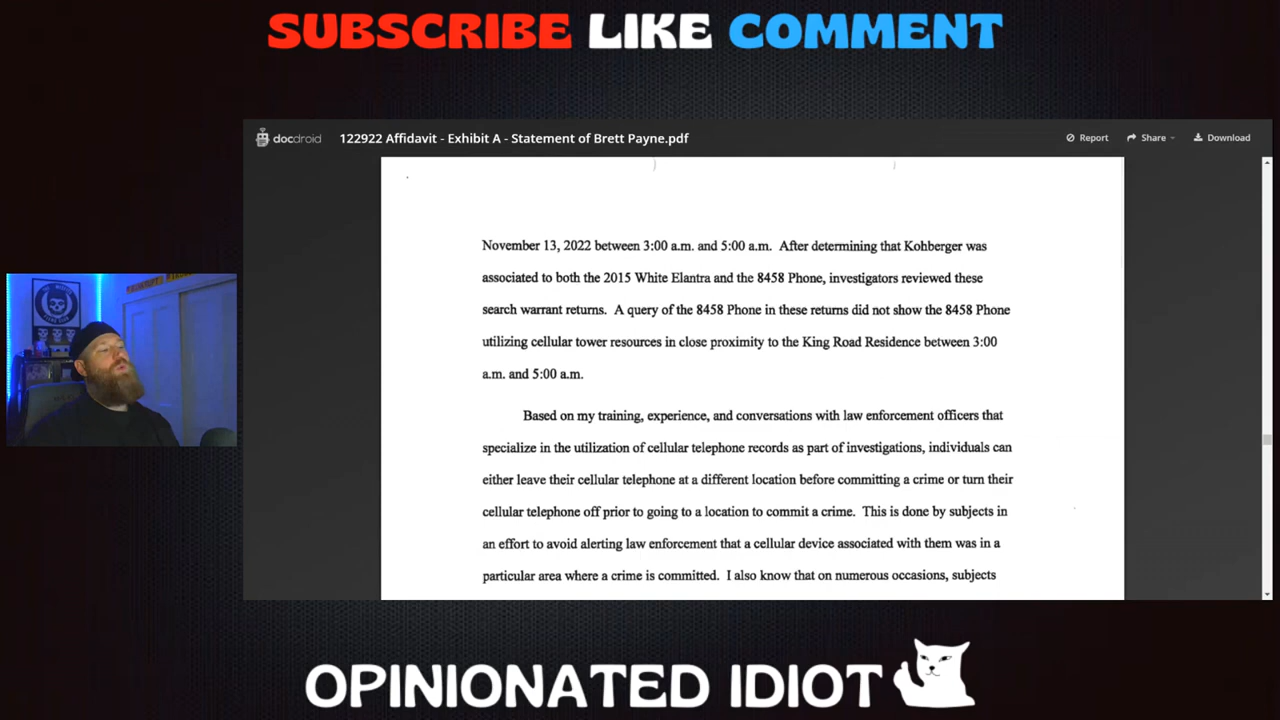 SUBSCRIBE LIKE COMMENT
docdroid
122922 Affidavit - Exhibit A - Statement of Brett Payne.pdf
Report
Share
Download
November 13, 2022 between 3:00 a.m. and 5:00 a.m. After determining that Kohberger was
associated to both the 2015 White Elantra and the 8458 Phone, investigators reviewed these
search warrant returns. A query of the 8458 Phone in these returns did not show the 8458 Phone
utilizing cellular tower resources in close proximity to the King Road Residence between 3:00
a.m. and 5:00 a.m.
Based on my training, experience, and conversations with law enforcement officers that
specialize in the utilization of cellular telephone records as part of investigations, individuals can
either leave their cellular telephone at a different location before committing a crime or turn their
cellular telephone off prior to going to a location to commit a crime. This is done by subjects in
an effort to avoid alerting law enforcement that a cellular device associated with them was in a
particular area where a crime is committed. I also know that on numerous occasions, subjects
OPINIONATED IDIOT